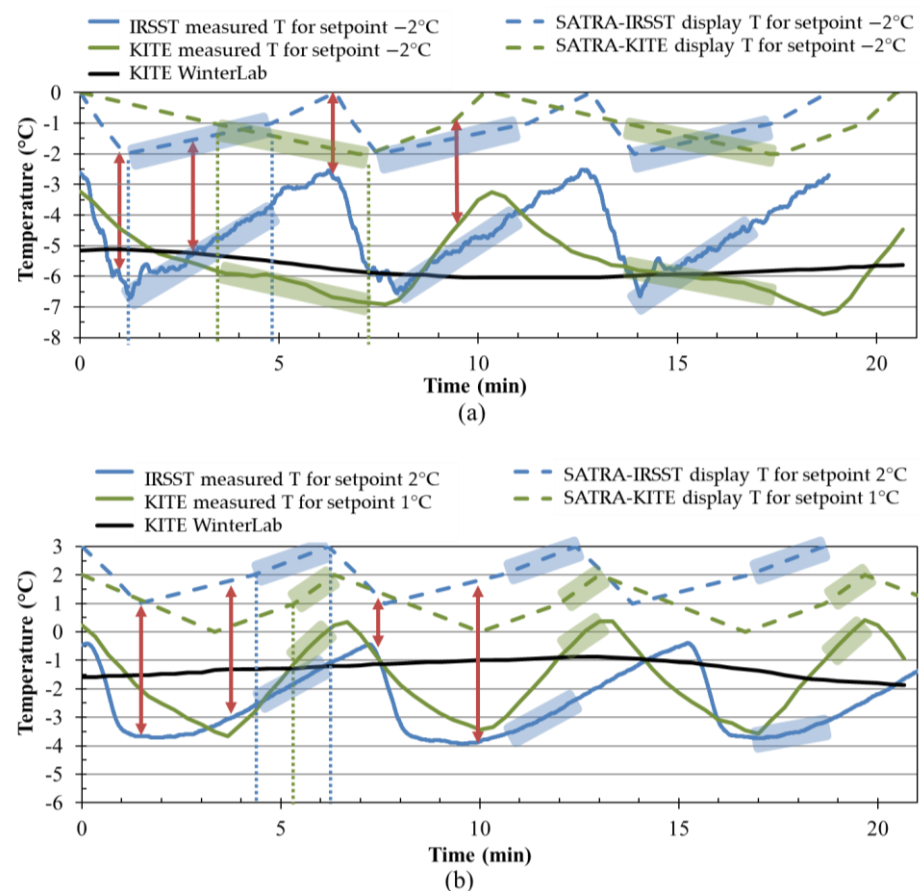 IRSST measured T for setpoint −2°C
KITE measured T for setpoint −2°C
KITE WinterLab
SATRA-IRSST display T for setpoint −2°C
SATRA-KITE display T for setpoint −2°C
Temperature (°C)
0
-1
-2
-3
-4
-5
-6
-7
-8
0 5 10 15 20
Time (min)
(a)
IRSST measured T for setpoint 2°C
KITE measured T for setpoint 1°C
KITE WinterLab
SATRA-IRSST display T for setpoint 2°C
SATRA-KITE display T for setpoint 1°C
Temperature (°C)
3
2
1
0
-1
-2
-3
-4
-5
-6
0 5 10 15 20
Time (min)
(b)